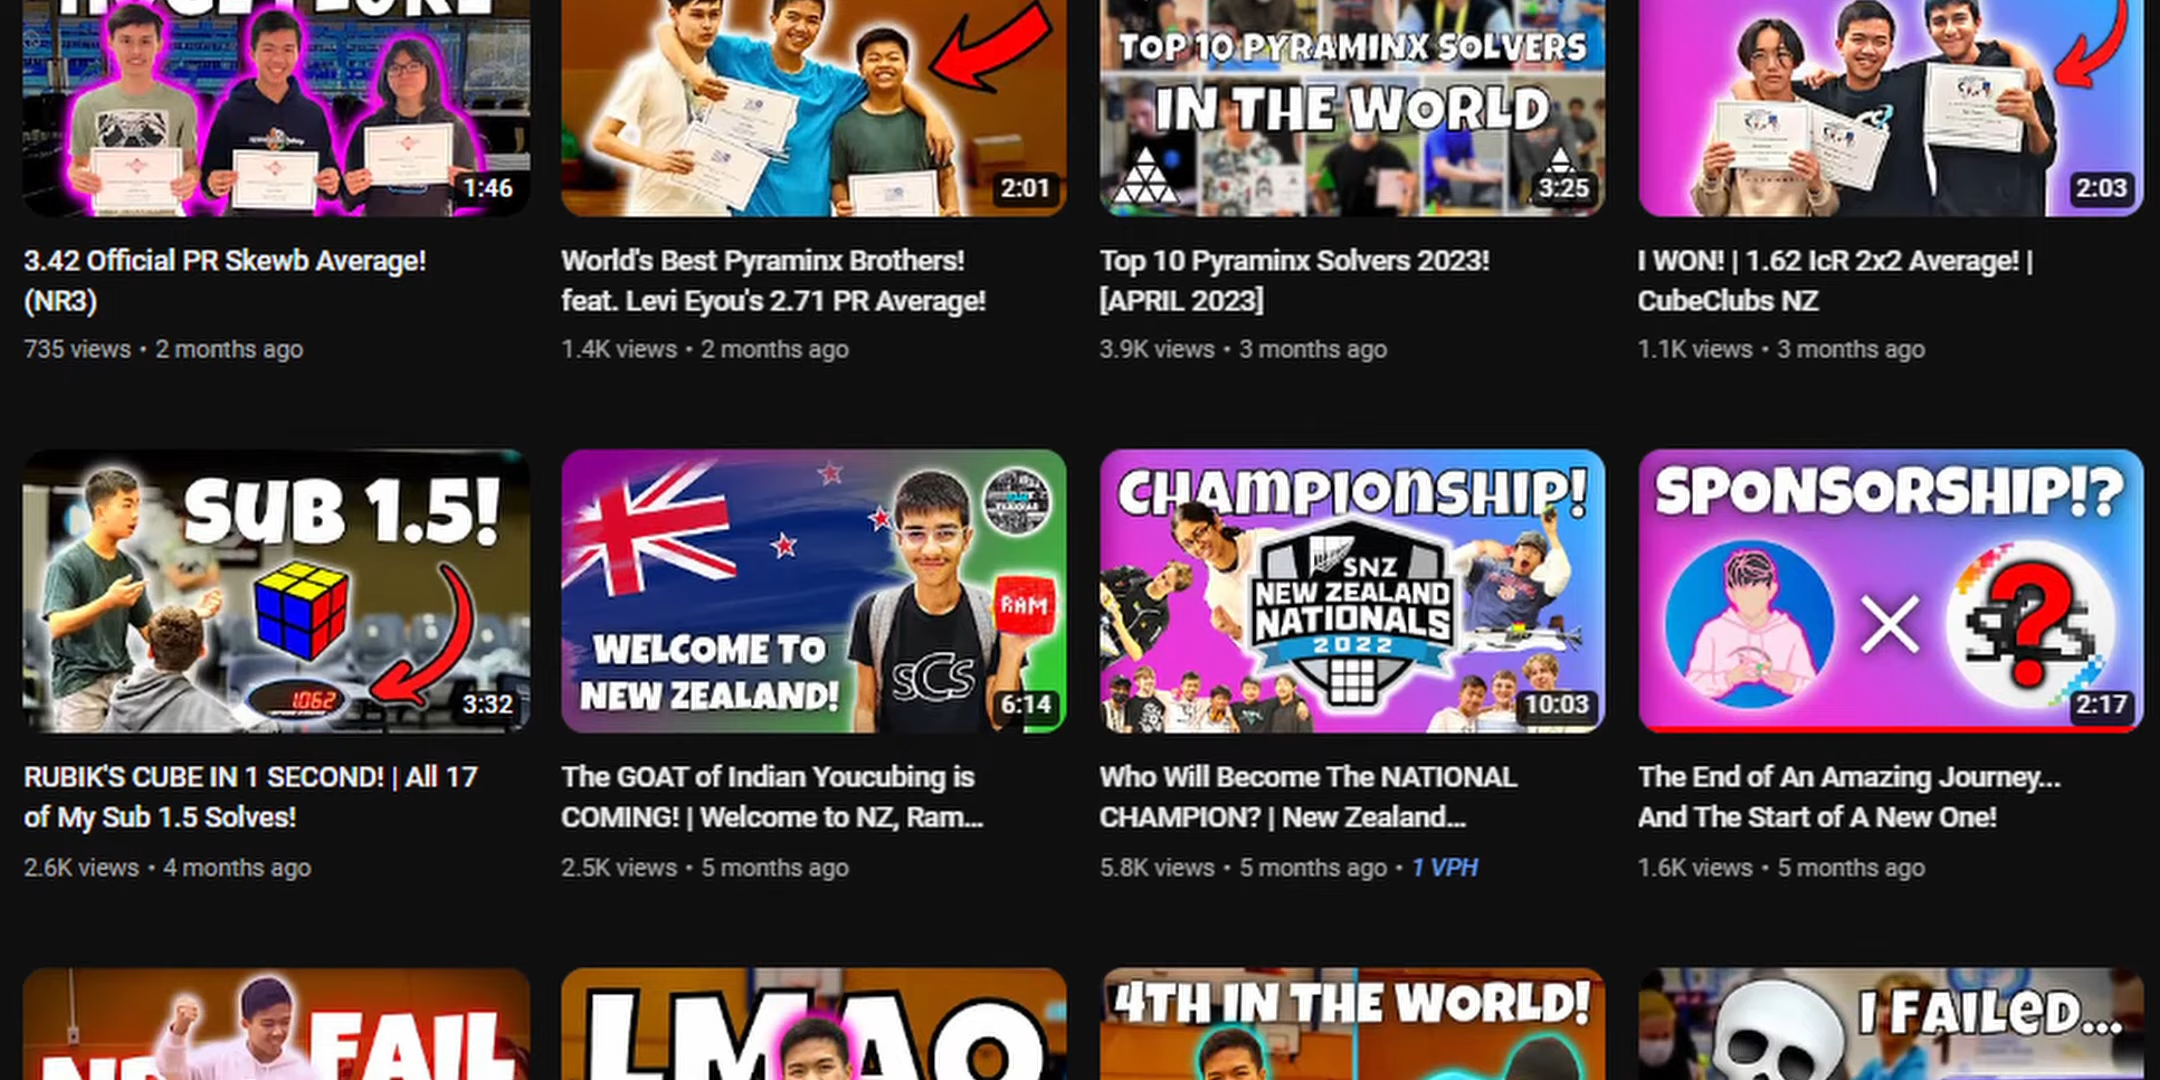 1:46
2:01
TOP 10 PYRAMINX SOLVERS
IN THE WORLD
3:25
2:03
3.42 Official PR Skewb Average!
(NR3)
735 views • 2 months ago
World's Best Pyraminx Brothers!
feat. Levi Eyou's 2.71 PR Average!
1.4K views • 2 months ago
Top 10 Pyraminx Solvers 2023!
[APRIL 2023]
3.9K views • 3 months ago
I WON! | 1.62 IcR 2x2 Average! |
CubeClubs NZ
1.1K views • 3 months ago
SUB 1.5!
1.062
3:32
WELCOME TO
NEW ZEALAND!
RAM
SCS
6:14
CHAMPIONSHIP!
SNZ
NEW ZEALAND
NATIONALS
2022
10:03
SPONSORSHIP!?
?
2:17
RUBIK'S CUBE IN 1 SECOND! | All 17
of My Sub 1.5 Solves!
2.6K views • 4 months ago
The GOAT of Indian Youcubing is
COMING! | Welcome to NZ, Ram...
2.5K views • 5 months ago
Who Will Become The NATIONAL
CHAMPION? | New Zealand...
5.8K views • 5 months ago • 1 VPH
The End of An Amazing Journey...
And The Start of A New One!
1.6K views • 5 months ago
FAIL
LMAO
4TH IN THE WORLD!
I FAILED...